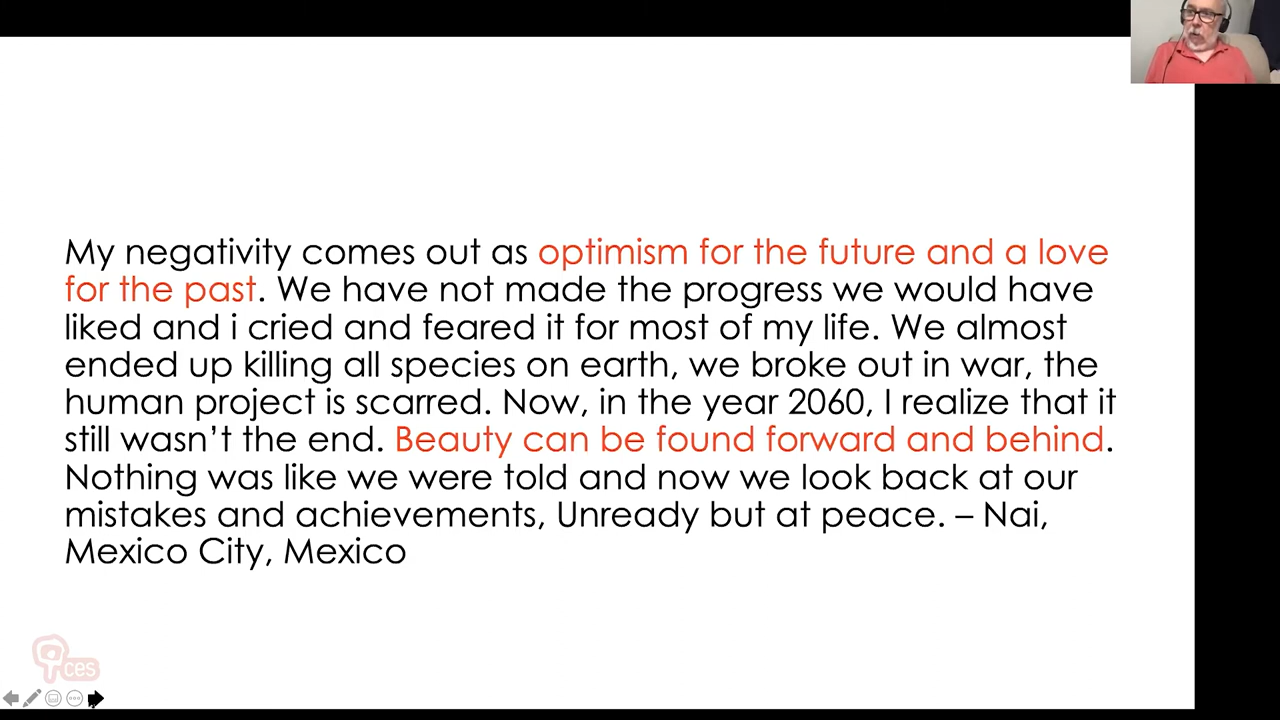 My negativity comes out as optimism for the future and a love
for the past. We have not made the progress we would have
liked and i cried and feared it for most of my life. We almost
ended up killing all species on earth, we broke out in war, the
human project is scarred. Now, in the year 2060, I realize that it
still wasn't the end. Beauty can be found forward and behind.
Nothing was like we were told and now we look back at our
mistakes and achievements, Unready but at peace. – Nai,
Mexico City, Mexico
ces